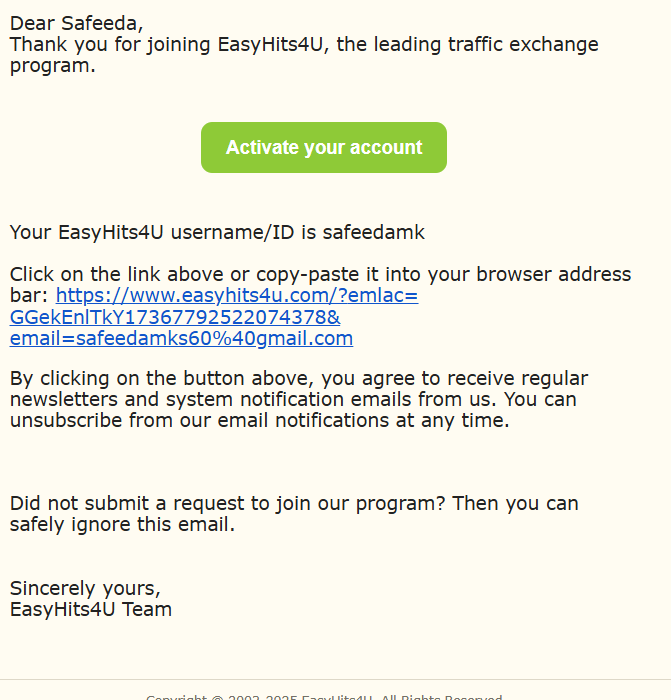 Dear Safeeda,
Thank you for joining EasyHits4U, the leading traffic exchange
program.
Activate your account
Your EasyHits4U username/ID is safeedamk
Click on the link above or copy-paste it into your browser address
bar: https://www.easyhits4u.com/?emlac=
GGekEnlTkY17367792522074378&
email=safeedamks60%40gmail.com
By clicking on the button above, you agree to receive regular
newsletters and system notification emails from us. You can
unsubscribe from our email notifications at any time.
Did not submit a request to join our program? Then you can
safely ignore this email.
Sincerely yours,
EasyHits4U Team
Copyright © 2003-2025 EasyHits4U. All Rights Reserved.